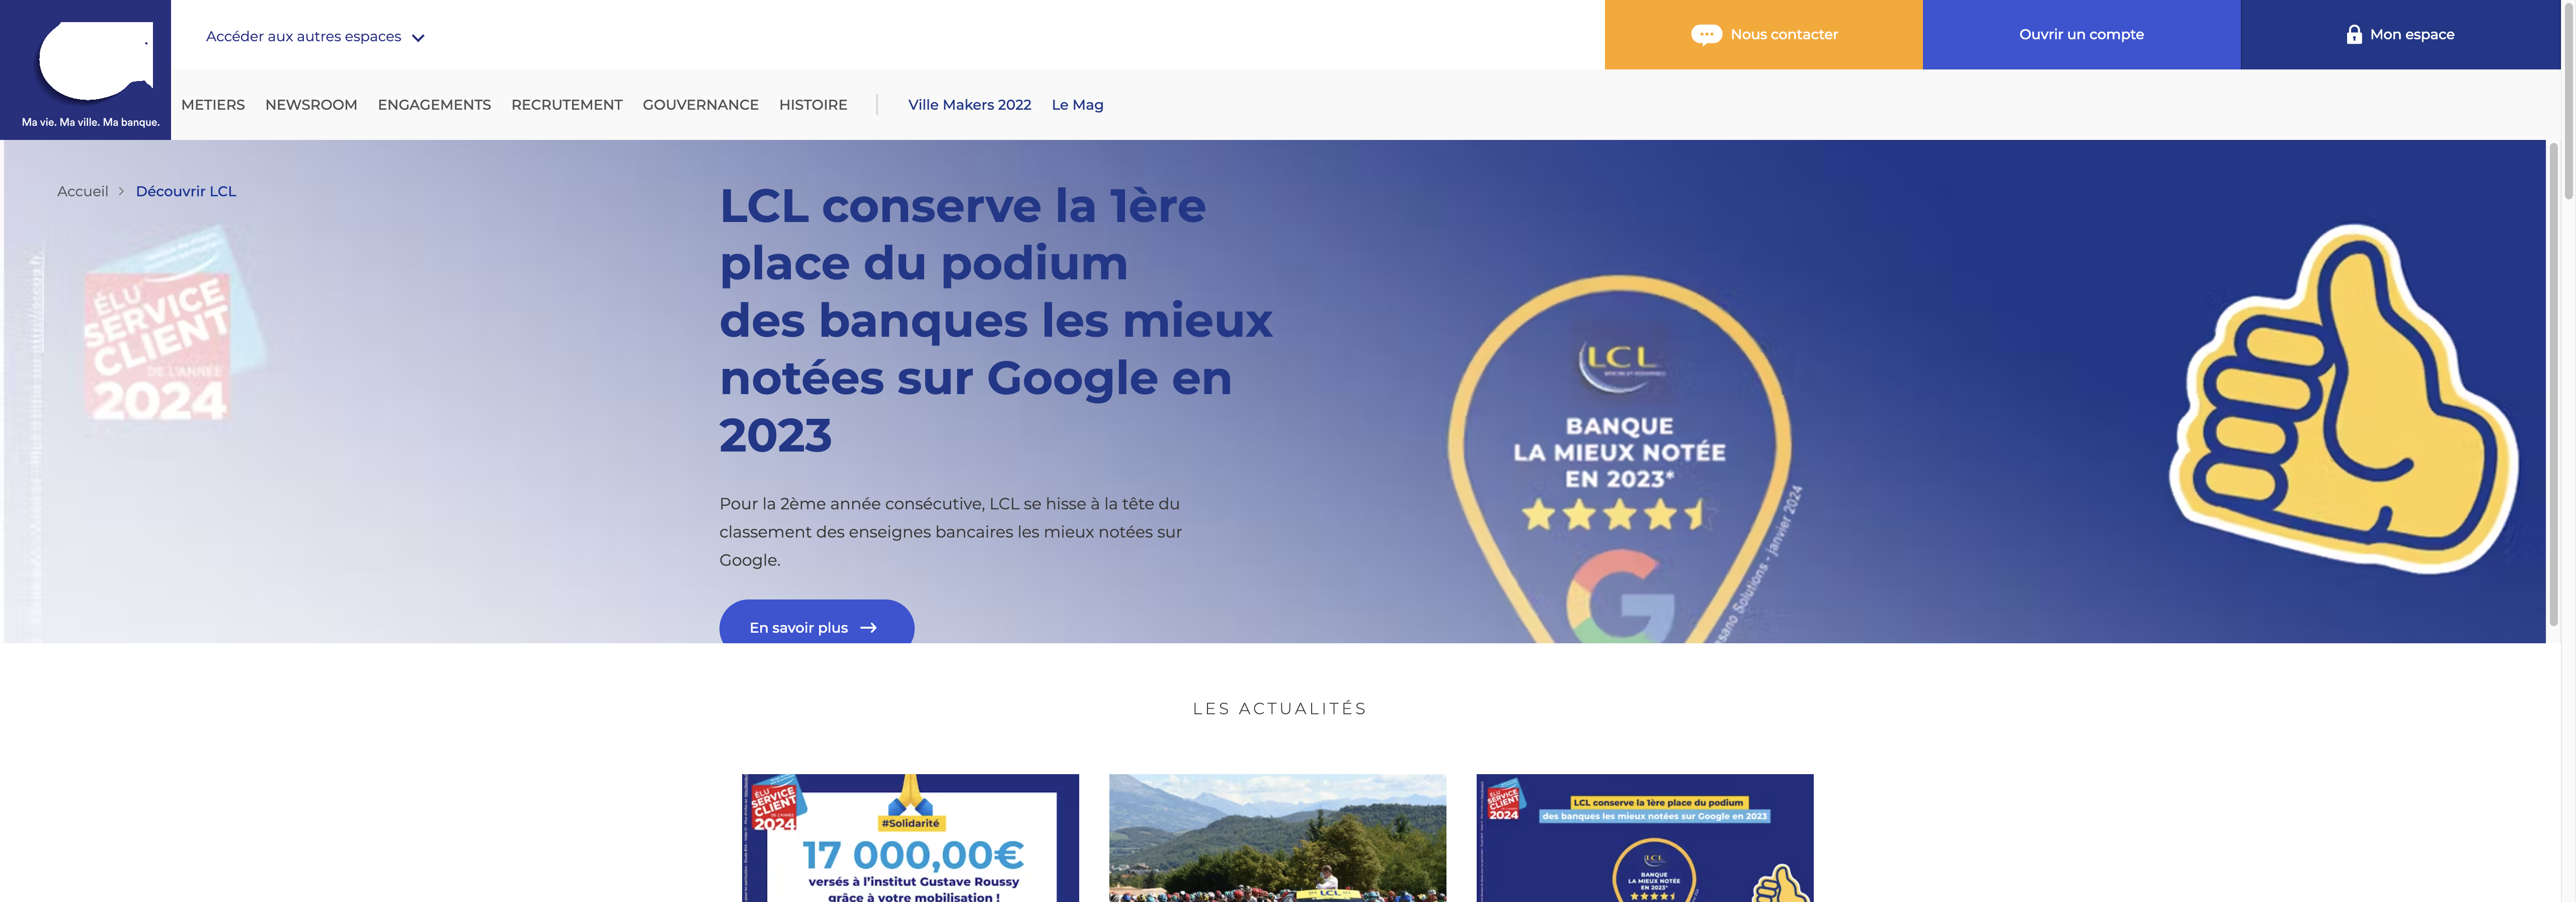 Accéder aux autres espaces
Nous contacter
Ouvrir un compte
Mon espace
Ma vie. Ma ville. Ma banque.
METIERS NEWSROOM ENGAGEMENTS RECRUTEMENT GOUVERNANCE HISTOIRE Ville Makers 2022 Le Mag
Accueil > Découvrir LCL
ÉLU
SERVICE
CLIENT
DE L'ANNÉE
2024
LCL conserve la 1ère
place du podium
des banques les mieux
notées sur Google en
2023
Pour la 2ème année consécutive, LCL se hisse à la tête du
classement des enseignes bancaires les mieux notées sur
Google.
En savoir plus
LCL
BANQUE
LA MIEUX NOTÉE
EN 2023*
Solutions - janvier 2024
LES ACTUALITÉS
ÉLU
SERVICE
CLIENT
DE L'ANNÉE
2024
#Solidarité
17 000,00€
versés à l'institut Gustave Roussy
grâce à votre mobilisation !
LCL
ÉLU
SERVICE
CLIENT
2024
LCL conserve la 1ère place du podium
des banques les mieux notées sur Google en 2023
LCL
BANQUE
LA MIEUX NOTÉE
EN 2023*